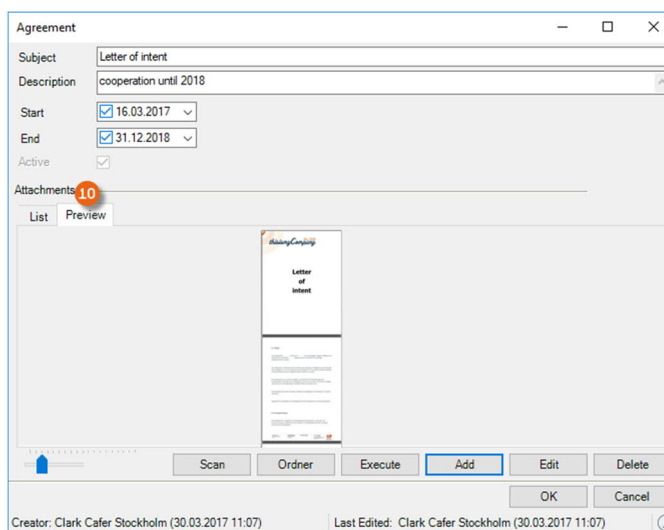 Agreement
Subject Letter of intent
Description cooperation until 2018
Start 16.03.2017
End 31.12.2018
Active
Attachments 10
List Preview
thinkingCompany
Letter
of
intent
Scan Ordner Execute Add Edit Delete
OK Cancel
Creator: Clark Cafer Stockholm (30.03.2017 11:07) Last Edited: Clark Cafer Stockholm (30.03.2017 11:07)